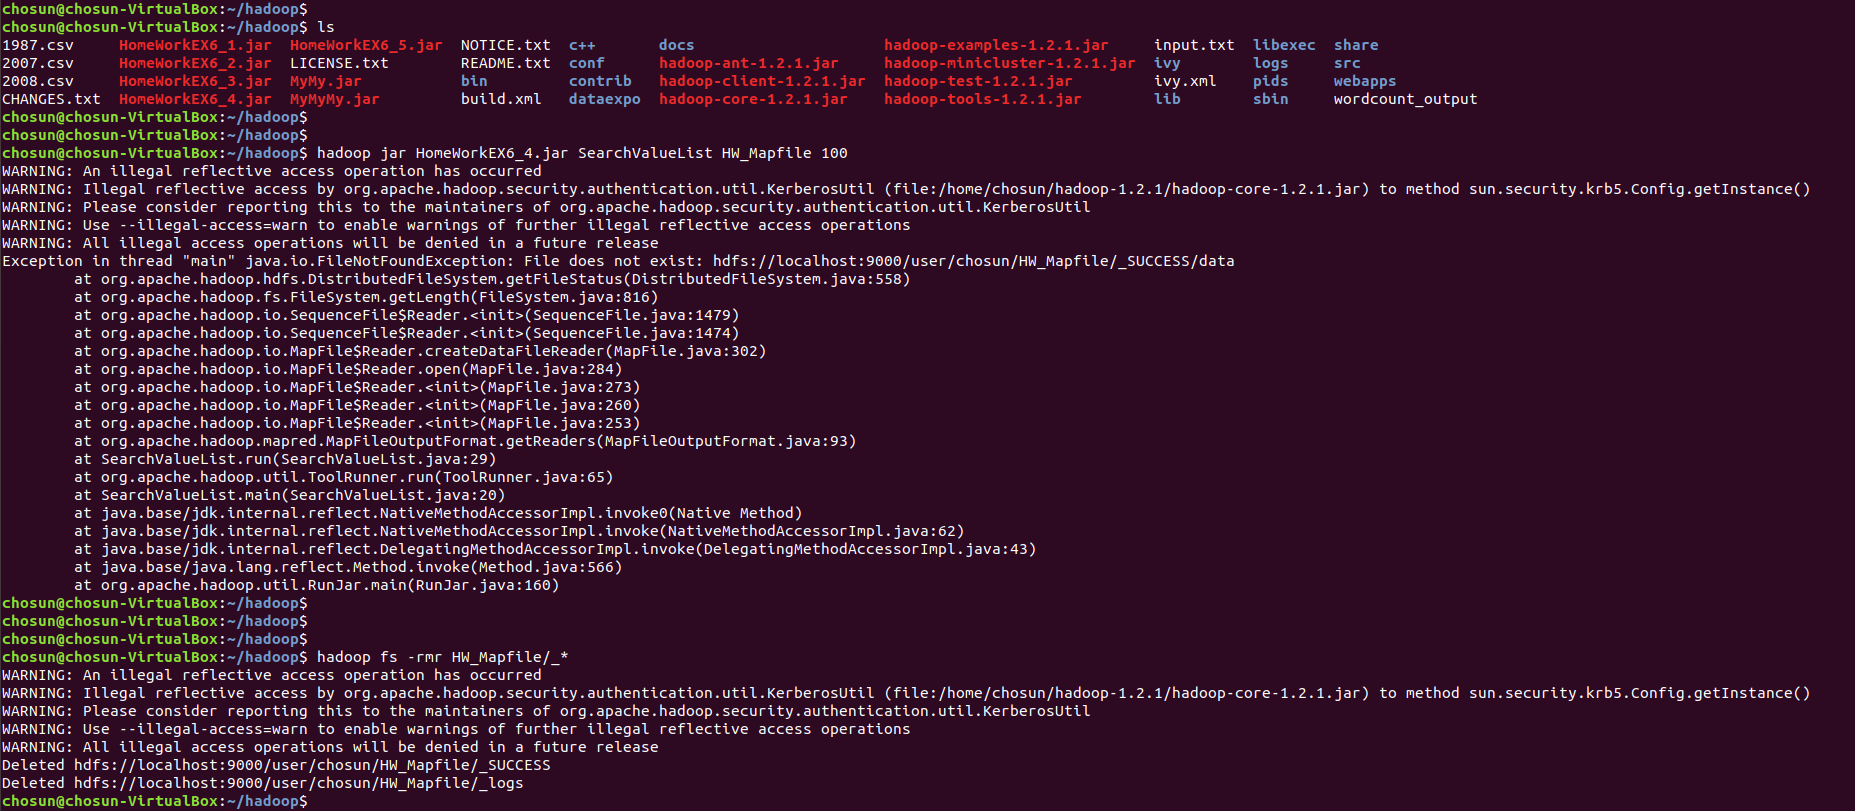 chosun@chosun-VirtualBox:~/hadoop$
chosun@chosun-VirtualBox:~/hadoop$ ls
1987.csv     HomeWorkEX6_1.jar  HomeWorkEX6_5.jar  NOTICE.txt  c++       docs                     hadoop-examples-1.2.1.jar     input.txt  libexec  share
2007.csv     HomeWorkEX6_2.jar  LICENSE.txt        README.txt  conf      hadoop-ant-1.2.1.jar     hadoop-minicluster-1.2.1.jar  ivy        logs     src
2008.csv     HomeWorkEX6_3.jar  MyMy.jar           bin         contrib   hadoop-client-1.2.1.jar  hadoop-test-1.2.1.jar         ivy.xml    pids     webapps
CHANGES.txt  HomeWorkEX6_4.jar  MyMyMy.jar         build.xml   dataexpo  hadoop-core-1.2.1.jar    hadoop-tools-1.2.1.jar        lib        sbin     wordcount_output
chosun@chosun-VirtualBox:~/hadoop$
chosun@chosun-VirtualBox:~/hadoop$
chosun@chosun-VirtualBox:~/hadoop$ hadoop jar HomeWorkEX6_4.jar SearchValueList HW_Mapfile 100
WARNING: An illegal reflective access operation has occurred
WARNING: Illegal reflective access by org.apache.hadoop.security.authentication.util.KerberosUtil (file:/home/chosun/hadoop-1.2.1/hadoop-core-1.2.1.jar) to method sun.security.krb5.Config.getInstance()
WARNING: Please consider reporting this to the maintainers of org.apache.hadoop.security.authentication.util.KerberosUtil
WARNING: Use --illegal-access=warn to enable warnings of further illegal reflective access operations
WARNING: All illegal access operations will be denied in a future release
Exception in thread "main" java.io.FileNotFoundException: File does not exist: hdfs://localhost:9000/user/chosun/HW_Mapfile/_SUCCESS/data
        at org.apache.hadoop.hdfs.DistributedFileSystem.getFileStatus(DistributedFileSystem.java:558)
        at org.apache.hadoop.fs.FileSystem.getLength(FileSystem.java:816)
        at org.apache.hadoop.io.SequenceFile$Reader.<init>(SequenceFile.java:1479)
        at org.apache.hadoop.io.SequenceFile$Reader.<init>(SequenceFile.java:1474)
        at org.apache.hadoop.io.MapFile$Reader.createDataFileReader(MapFile.java:302)
        at org.apache.hadoop.io.MapFile$Reader.open(MapFile.java:284)
        at org.apache.hadoop.io.MapFile$Reader.<init>(MapFile.java:273)
        at org.apache.hadoop.io.MapFile$Reader.<init>(MapFile.java:260)
        at org.apache.hadoop.io.MapFile$Reader.<init>(MapFile.java:253)
        at org.apache.hadoop.mapred.MapFileOutputFormat.getReaders(MapFileOutputFormat.java:93)
        at SearchValueList.run(SearchValueList.java:29)
        at org.apache.hadoop.util.ToolRunner.run(ToolRunner.java:65)
        at SearchValueList.main(SearchValueList.java:20)
        at java.base/jdk.internal.reflect.NativeMethodAccessorImpl.invoke0(Native Method)
        at java.base/jdk.internal.reflect.NativeMethodAccessorImpl.invoke(NativeMethodAccessorImpl.java:62)
        at java.base/jdk.internal.reflect.DelegatingMethodAccessorImpl.invoke(DelegatingMethodAccessorImpl.java:43)
        at java.base/java.lang.reflect.Method.invoke(Method.java:566)
        at org.apache.hadoop.util.RunJar.main(RunJar.java:160)
chosun@chosun-VirtualBox:~/hadoop$
chosun@chosun-VirtualBox:~/hadoop$
chosun@chosun-VirtualBox:~/hadoop$
chosun@chosun-VirtualBox:~/hadoop$ hadoop fs -rmr HW_Mapfile/_*
WARNING: An illegal reflective access operation has occurred
WARNING: Illegal reflective access by org.apache.hadoop.security.authentication.util.KerberosUtil (file:/home/chosun/hadoop-1.2.1/hadoop-core-1.2.1.jar) to method sun.security.krb5.Config.getInstance()
WARNING: Please consider reporting this to the maintainers of org.apache.hadoop.security.authentication.util.KerberosUtil
WARNING: Use --illegal-access=warn to enable warnings of further illegal reflective access operations
WARNING: All illegal access operations will be denied in a future release
Deleted hdfs://localhost:9000/user/chosun/HW_Mapfile/_SUCCESS
Deleted hdfs://localhost:9000/user/chosun/HW_Mapfile/_logs
chosun@chosun-VirtualBox:~/hadoop$